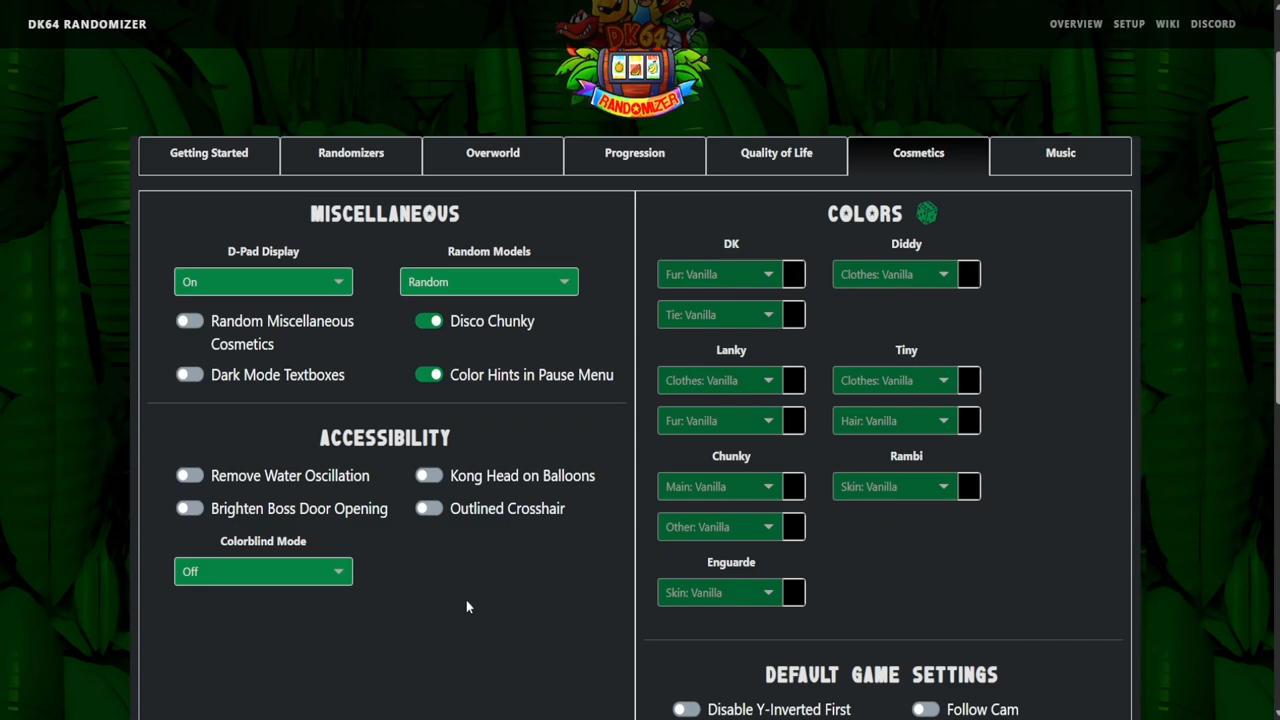 DK64 RANDOMIZER
OVERVIEW SETUP WIKI DISCORD
DK64
RANDOMIZER
Getting Started
Randomizers
Overworld
Progression
Quality of Life
Cosmetics
Music
MISCELLANEOUS
D-Pad Display
On
Random Models
Random
Random Miscellaneous
Cosmetics
Disco Chunky
Dark Mode Textboxes
Color Hints in Pause Menu
ACCESSIBILITY
Remove Water Oscillation
Kong Head on Balloons
Brighten Boss Door Opening
Outlined Crosshair
Colorblind Mode
Off
COLORS
DK
Fur: Vanilla
Tie: Vanilla
Diddy
Clothes: Vanilla
Lanky
Clothes: Vanilla
Fur: Vanilla
Tiny
Clothes: Vanilla
Hair: Vanilla
Chunky
Main: Vanilla
Other: Vanilla
Rambi
Skin: Vanilla
Enguarde
Skin: Vanilla
DEFAULT GAME SETTINGS
Disable Y-Inverted First
Follow Cam